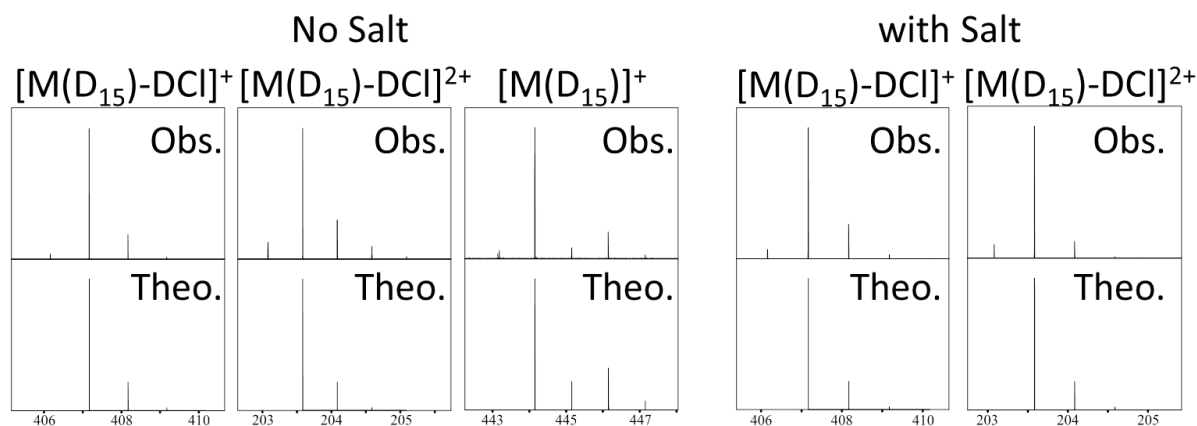 No Salt with Salt
[M(D₁₅)-DCl]⁺ [M(D₁₅)-DCl]²⁺ [M(D₁₅)]⁺ [M(D₁₅)-DCl]⁺ [M(D₁₅)-DCl]²⁺
Obs. Obs. Obs. Obs. Obs.
Theo. Theo. Theo. Theo. Theo.
406 408 410 203 204 205 443 445 447 406 408 410 203 204 205